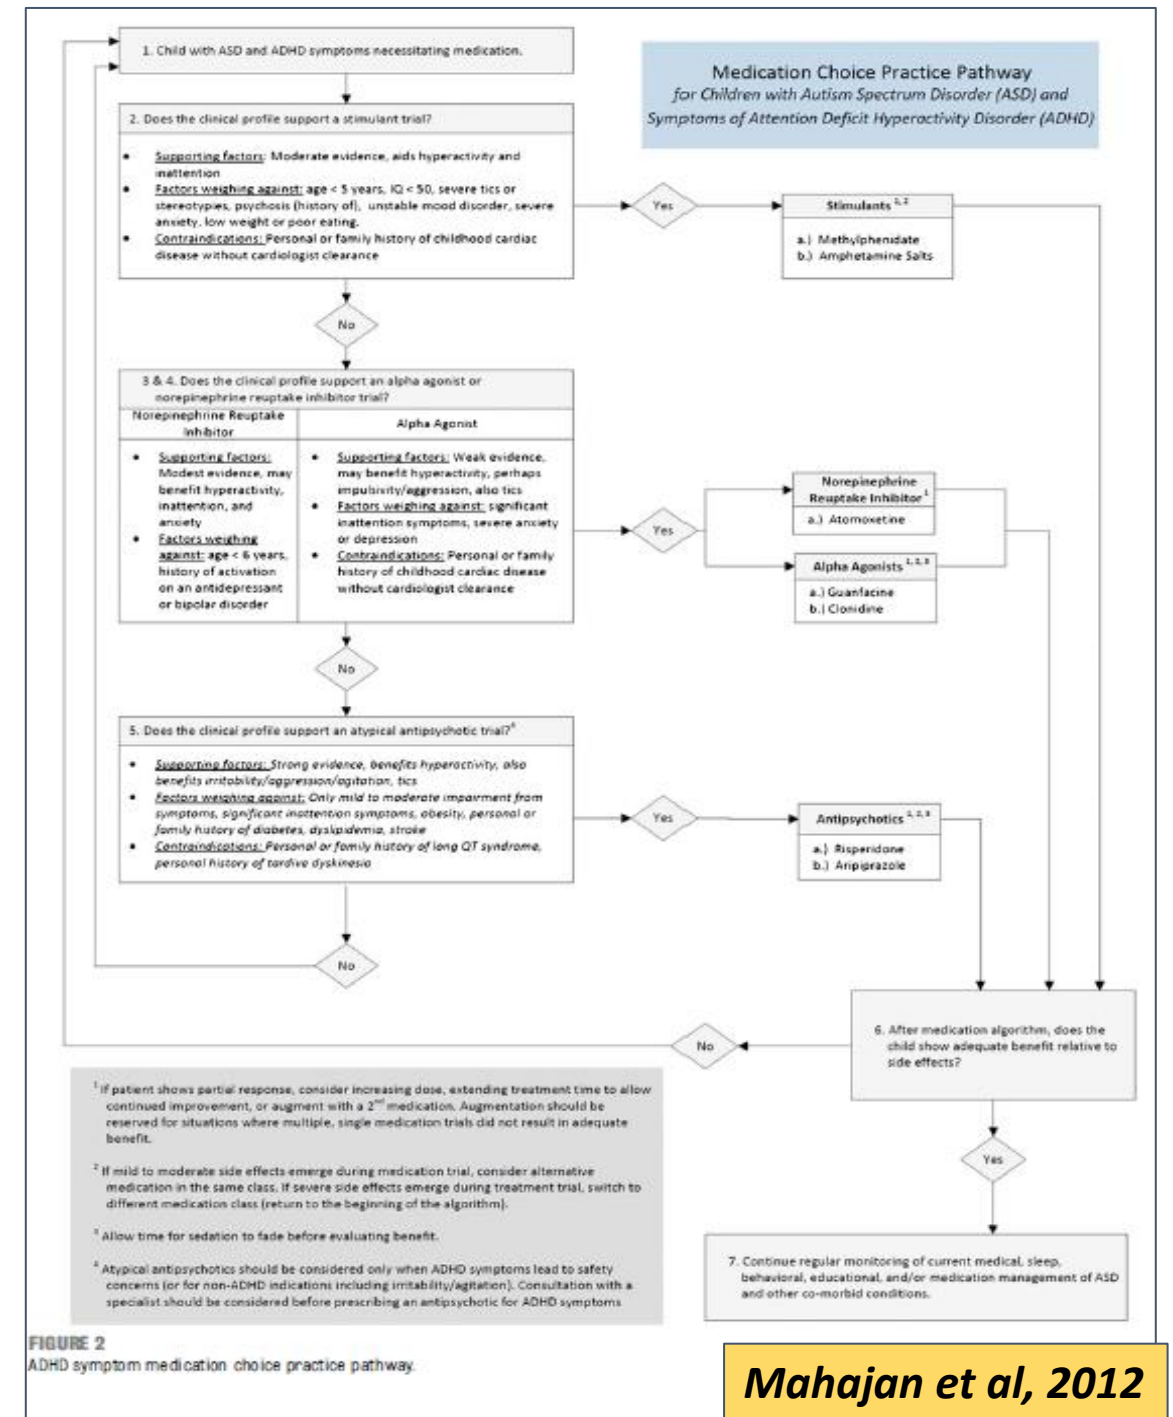 1. Child with ASD and ADHD symptoms necessitating medication.
Medication Choice Practice Pathway
for Children with Autism Spectrum Disorder (ASD) and
Symptoms of Attention Deficit Hyperactivity Disorder (ADHD)
2. Does the clinical profile support a stimulant trial?
• Supporting factors: Moderate evidence, aids hyperactivity and
inattention
• Factors weighing against: age < 5 years, IQ < 50, severe tics or
stereotypies, psychosis (history of), unstable mood disorder, severe
anxiety, low weight or poor eating.
• Contraindications: Personal or family history of childhood cardiac
disease without cardiologist clearance
Yes
Stimulants 1, 2
a.) Methylphenidate
b.) Amphetamine Salts
No
3 & 4. Does the clinical profile support an alpha agonist or
norepinephrine reuptake inhibitor trial?
Norepinephrine Reuptake
Inhibitor
• Supporting factors:
Modest evidence, may
benefit hyperactivity,
inattention, and
anxiety
• Factors weighing
against: age < 6 years,
history of activation
on an antidepressant
or bipolar disorder
Alpha Agonist
• Supporting factors: Weak evidence,
may benefit hyperactivity, perhaps
impulsivity/aggression, also tics
• Factors weighing against: significant
inattention symptoms, severe anxiety
or depression
• Contraindications: Personal or family
history of childhood cardiac disease
without cardiologist clearance
Yes
Norepinephrine
Reuptake Inhibitor 1
a.) Atomoxetine
Alpha Agonists
a.) Guanfacine
b.) Clonidine
No
5. Does the clinical profile support an atypical antipsychotic trial?4
• Supporting factors: Strong evidence, benefits hyperactivity, also
benefits irritability/aggression/agitation, tics
• Factors weighing against: Only mild to moderate impairment from
symptoms, significant inattention symptoms, obesity, personal or
family history of diabetes, dyslipidemia, stroke
• Contraindications: Personal or family history of long QT syndrome,
personal history of tardive dyskinesia
Yes
Antipsychotics 1, 2, 3
a.) Risperidone
b.) Aripiprazole
No
6. After medication algorithm, does the
child show adequate benefit relative to
side effects?
No
Yes
7. Continue regular monitoring of current medical, sleep,
behavioral, educational, and/or medication management of ASD
and other co-morbid conditions.
1 If patient shows partial response, consider increasing dose, extending treatment time to allow
continued improvement, or augment with a 2nd medication. Augmentation should be
reserved for situations where multiple, single medication trials did not result in adequate
benefit.
2 If mild to moderate side effects emerge during medication trial, consider alternative
medication in the same class. If severe side effects emerge during treatment trial, switch to
different medication class (return to the beginning of the algorithm).
3 Allow time for sedation to fade before evaluating benefit.
4 Atypical antipsychotics should be considered only when ADHD symptoms lead to safety
concerns (or for non-ADHD indications including irritability/agitation). Consultation with a
specialist should be considered before prescribing an antipsychotic for ADHD symptoms
FIGURE 2
ADHD symptom medication choice practice pathway.
Mahajan et al, 2012